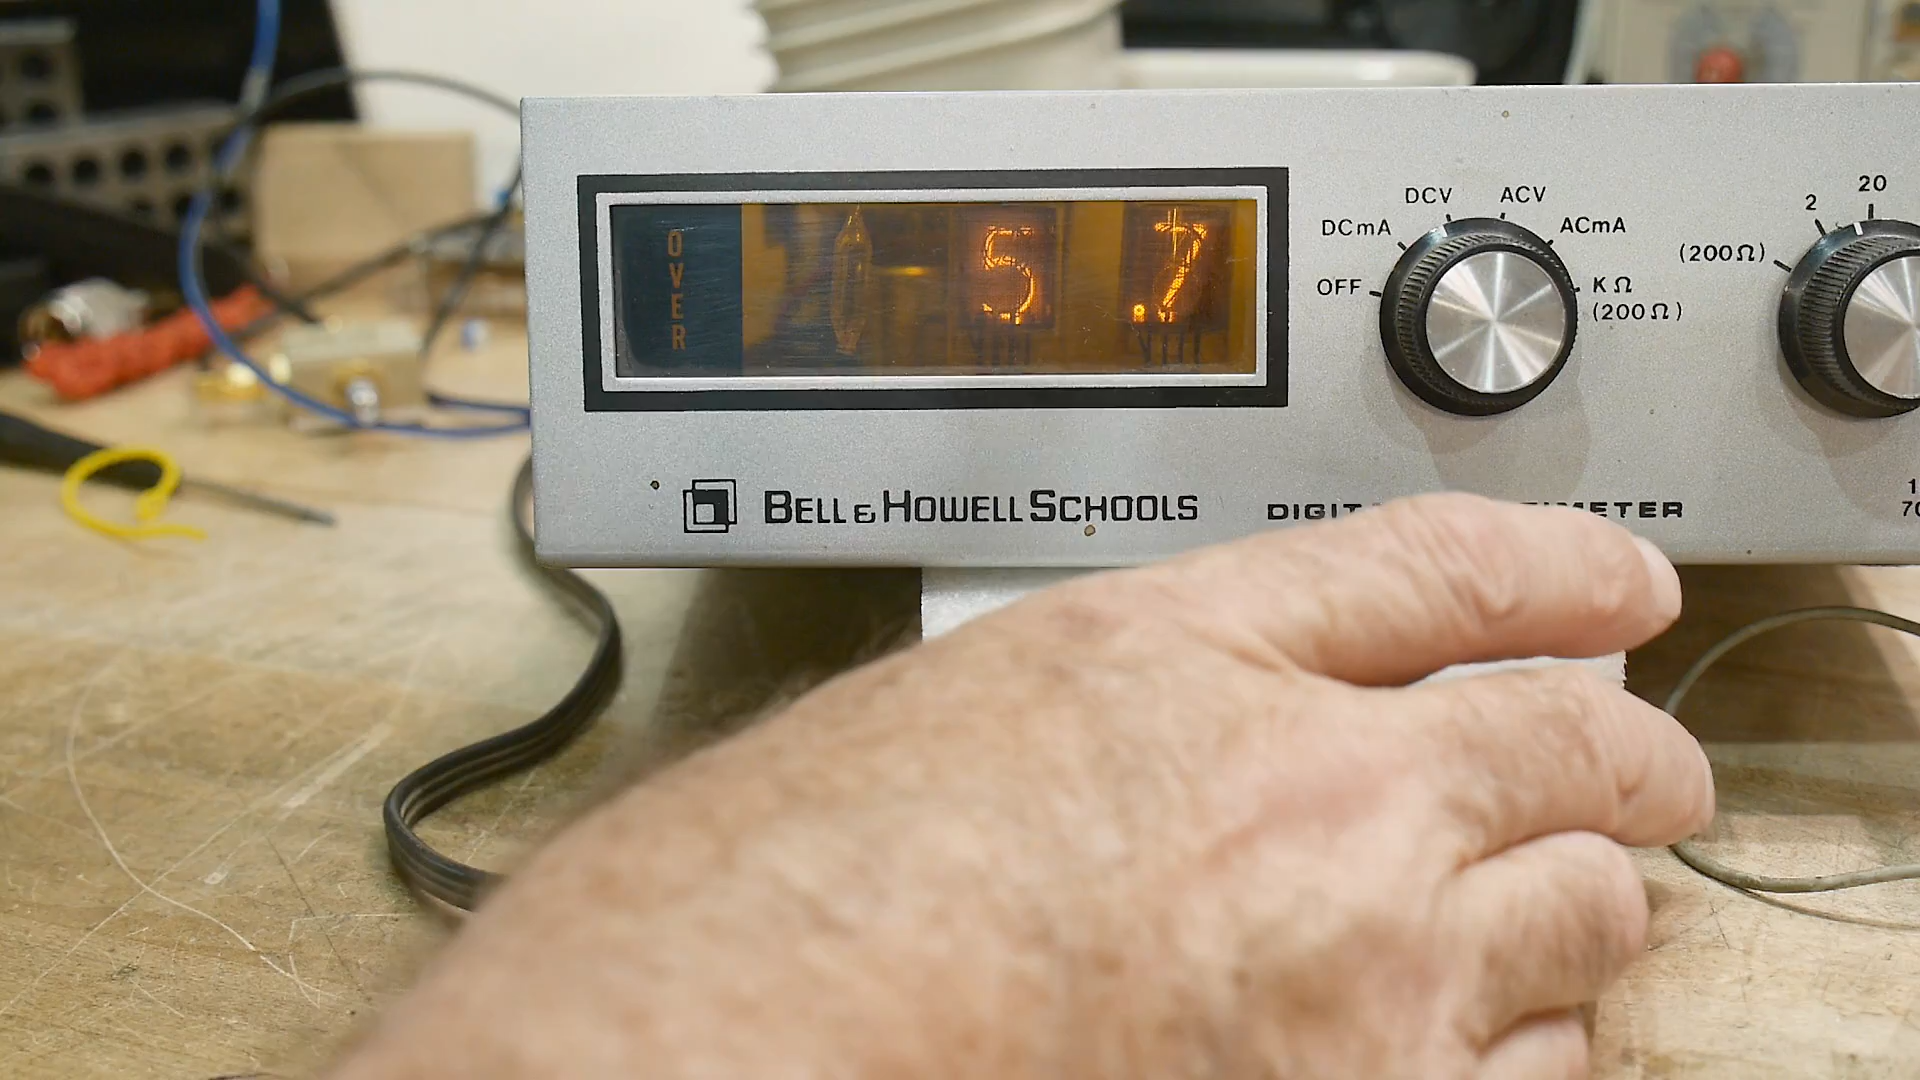 OVER
- 5 .7
DCmA
DCV
ACV
ACmA
OFF
KΩ
(200Ω)
(200Ω)
2
20
BELL & HOWELL SCHOOLS